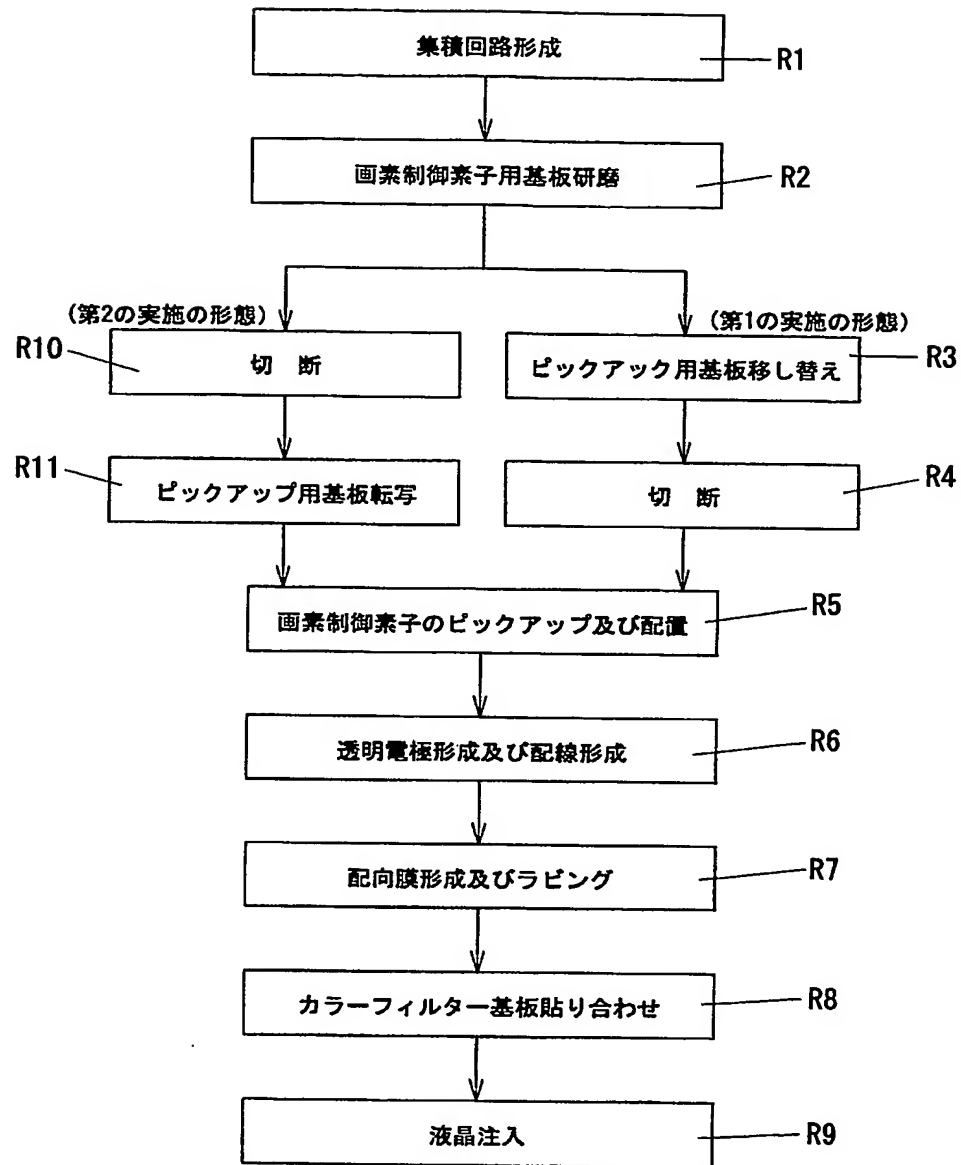 集積回路形成
R1
画素制御素子用基板研磨
R2
(第2の実施の形態)
(第1の実施の形態)
R10
切 断
ピックアック用基板移し替え
R3
R11
ピックアップ用基板転写
切 断
R4
画素制御素子のピックアップ及び配置
R5
透明電極形成及び配線形成
R6
配向膜形成及びラビング
R7
カラーフィルター基板貼り合わせ
R8
液晶注入
R9